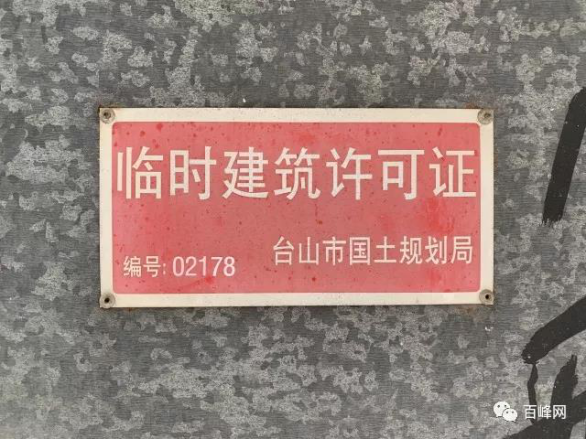 临时建筑许可证
编号: 02178
台山市国土规划局
百峰网